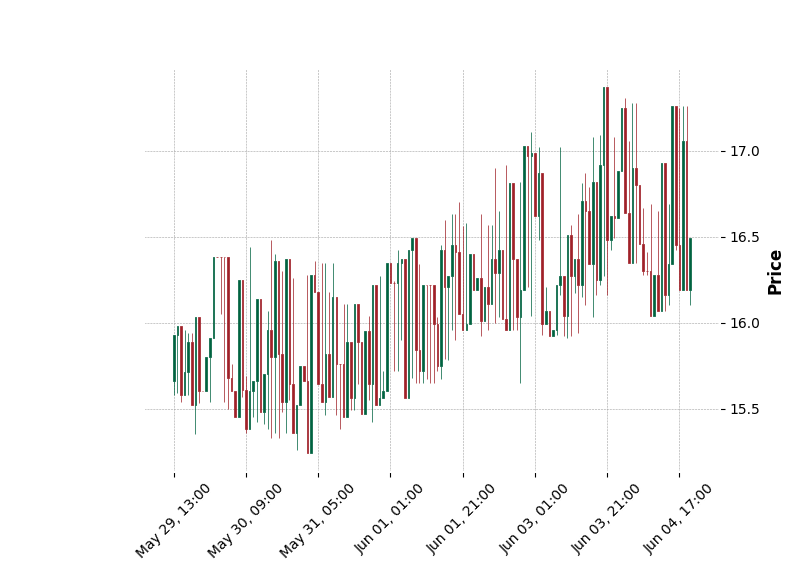 17.0
16.5
16.0
15.5
Price
May 29, 13:00
May 30, 09:00
May 31, 05:00
Jun 01, 01:00
Jun 01, 21:00
Jun 03, 01:00
Jun 03, 21:00
Jun 04, 17:00